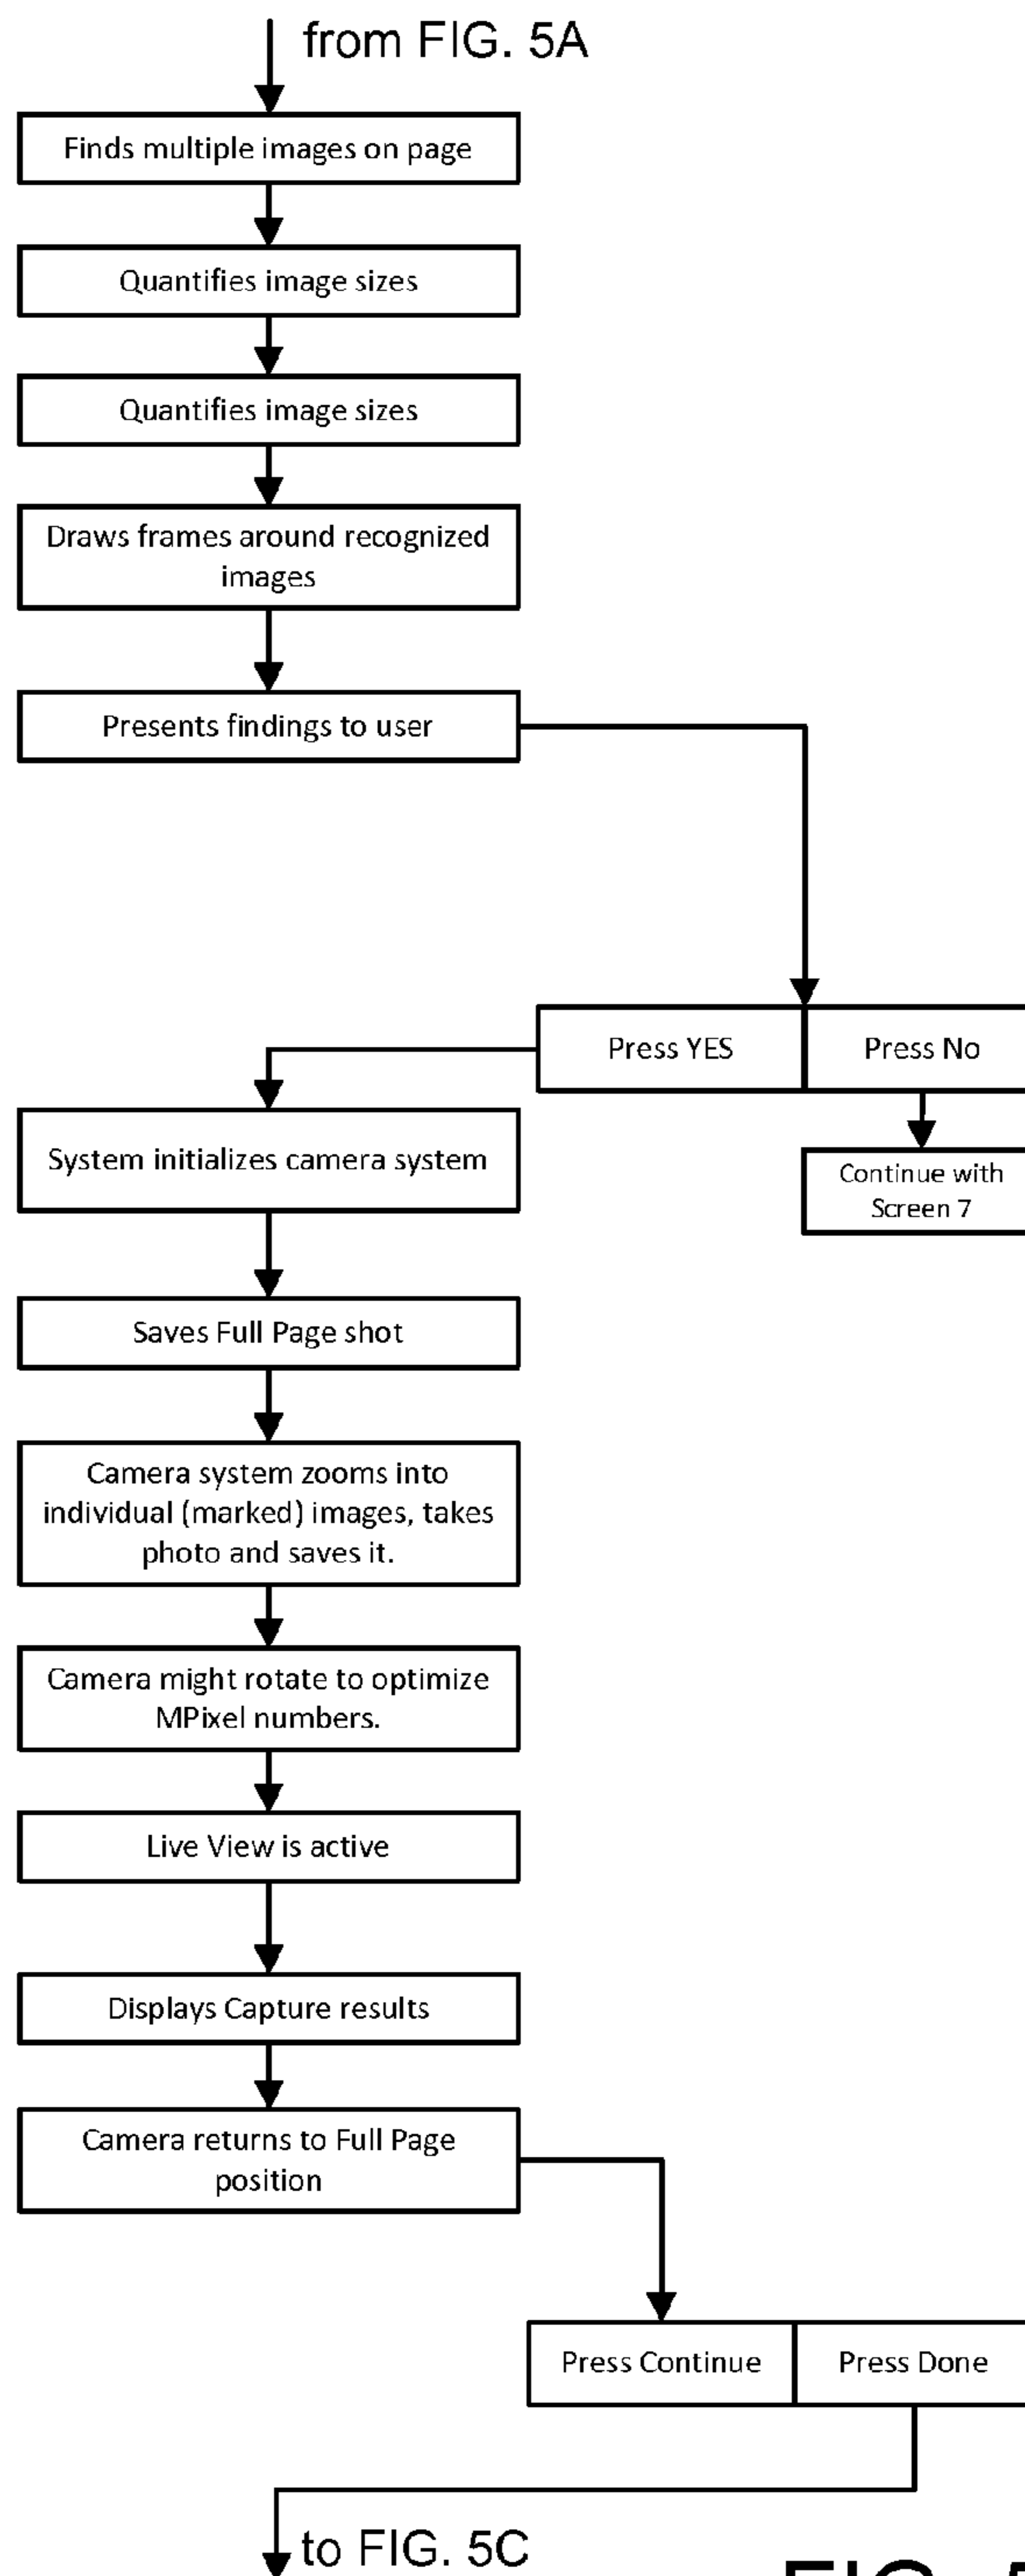 from FIG. 5A
Finds multiple images on page
Quantifies image sizes
Quantifies image sizes
Draws frames around recognized
images
Presents findings to user
Press YES
Press No
System initializes camera system
Continue with
Screen 7
Saves Full Page shot
Camera system zooms into
individual (marked) images, takes
photo and saves it.
Camera might rotate to optimize
MPixel numbers.
Live View is active
Displays Capture results
Camera returns to Full Page
position
Press Continue
Press Done
to FIG. 5C